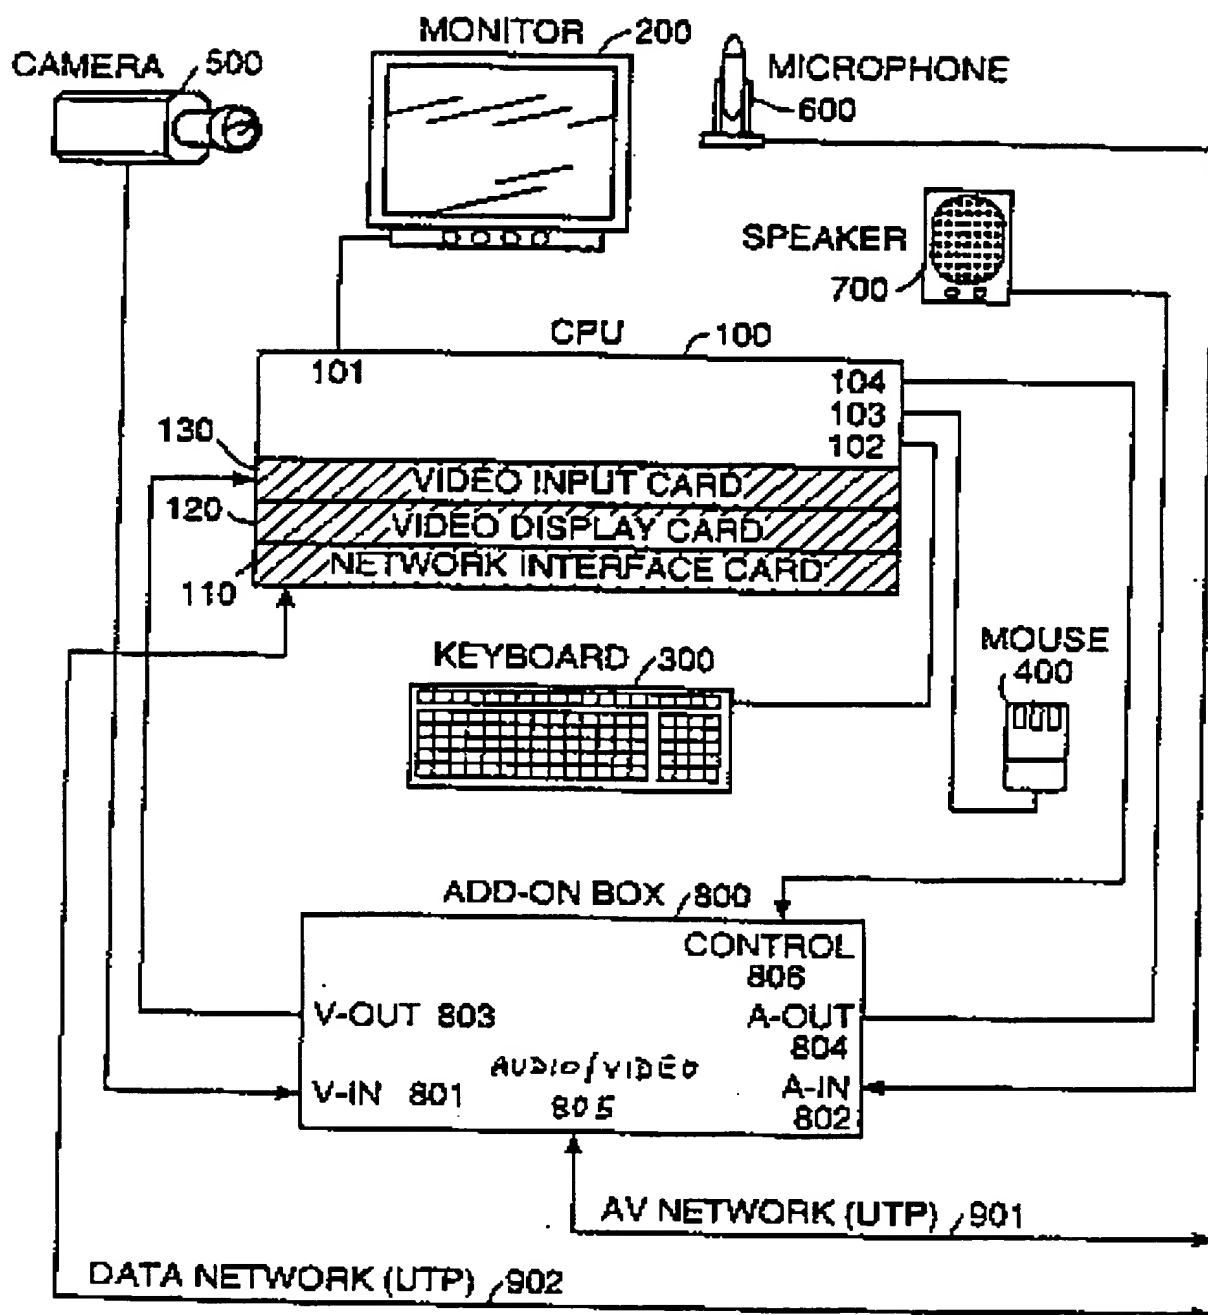 MONITOR 200
CAMERA 500
MICROPHONE
600
SPEAKER
700
CPU 100
101
104
103
102
130
VIDEO INPUT CARD
120
VIDEO DISPLAY CARD
110
NETWORK INTERFACE CARD
KEYBOARD 300
MOUSE
400
ADD-ON BOX 800
CONTROL
806
V-OUT 803
A-OUT
804
AUDIO/VIDEO
805
V-IN 801
A-IN
802
AV NETWORK (UTP) 901
DATA NETWORK (UTP) 902